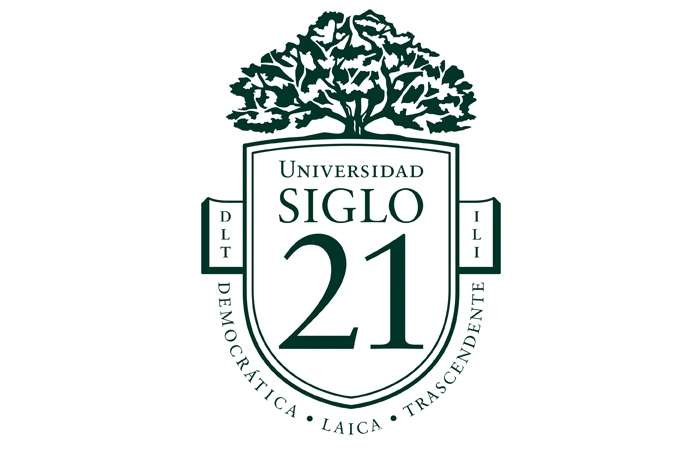 UNIVERSIDAD
SIGLO
21
DLT
ILI
DEMOCRÁTICA • LAICA • TRASCENDENTE